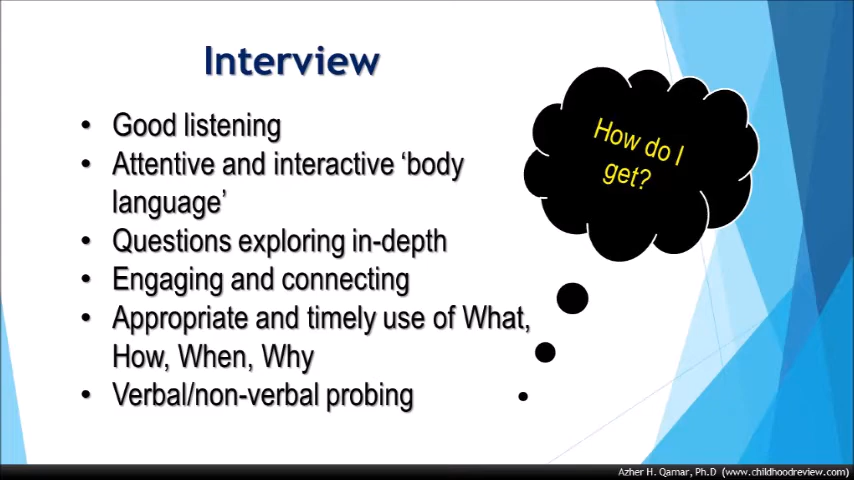 Interview
• Good listening
• Attentive and interactive ‘body
language’
• Questions exploring in-depth
• Engaging and connecting
• Appropriate and timely use of What,
How, When, Why
• Verbal/non-verbal probing
How do I
get?
Azher H. Qamar, Ph.D (www.childhoodreview.com)